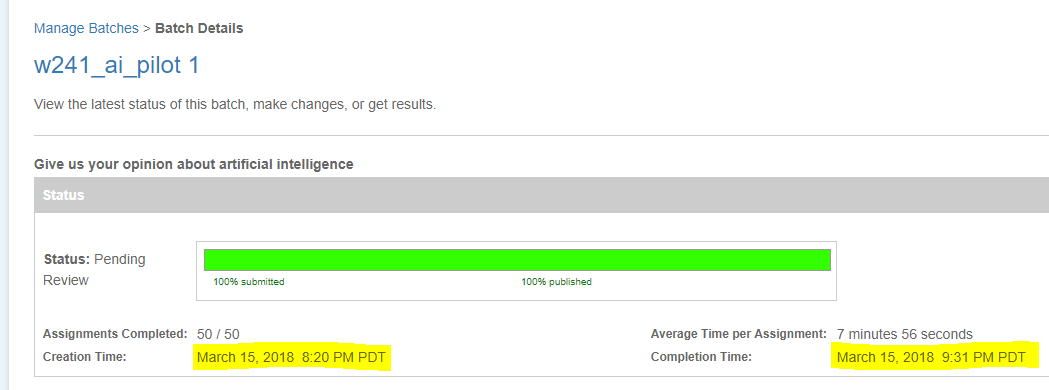 Manage Batches > Batch Details
w241_ai_pilot 1
View the latest status of this batch, make changes, or get results.
Give us your opinion about artificial intelligence
Status
Status: Pending
Review
100% submitted 100% published
Assignments Completed: 50 / 50 Average Time per Assignment: 7 minutes 56 seconds
Creation Time: March 15, 2018 8:20 PM PDT Completion Time: March 15, 2018 9:31 PM PDT